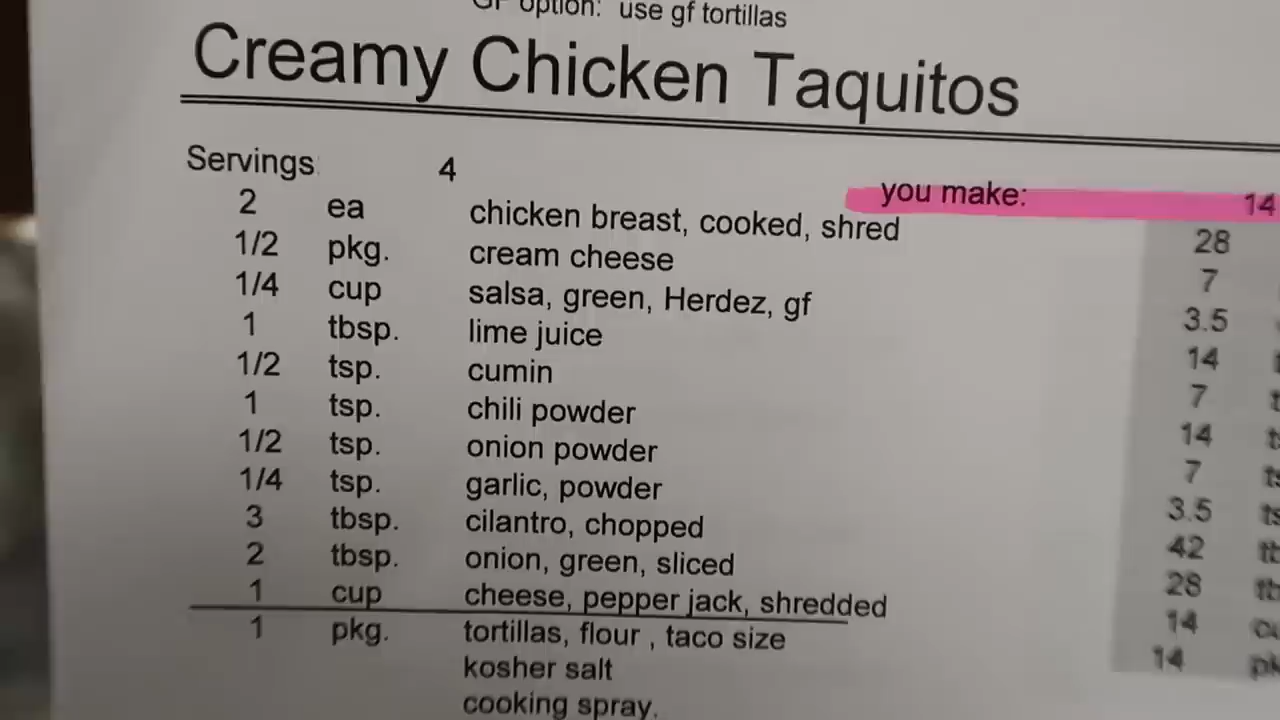 GF option: use gf tortillas
Creamy Chicken Taquitos
Servings 4 you make: 14
2 ea chicken breast, cooked, shred 28
1/2 pkg. cream cheese 7
1/4 cup salsa, green, Herdez, gf 3.5
1 tbsp. lime juice 14
1/2 tsp. cumin 7
1 tsp. chili powder 14
1/2 tsp. onion powder 7
1/4 tsp. garlic, powder 3.5
3 tbsp. cilantro, chopped 42
2 tbsp. onion, green, sliced 28
1 cup cheese, pepper jack, shredded 14
1 pkg. tortillas, flour , taco size 14
kosher salt
cooking spray.